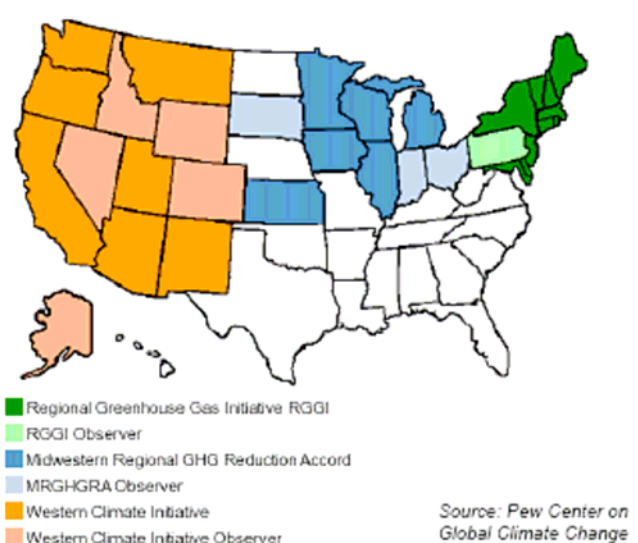 Regional Greenhouse Gas Initiative RGGI
RGGI Observer
Midwestern Regional GHG Reduction Accord
MRGHGRA Observer
Western Climate Initiative
Western Climate Initiative Observer
Source: Pew Center on
Global Climate Change